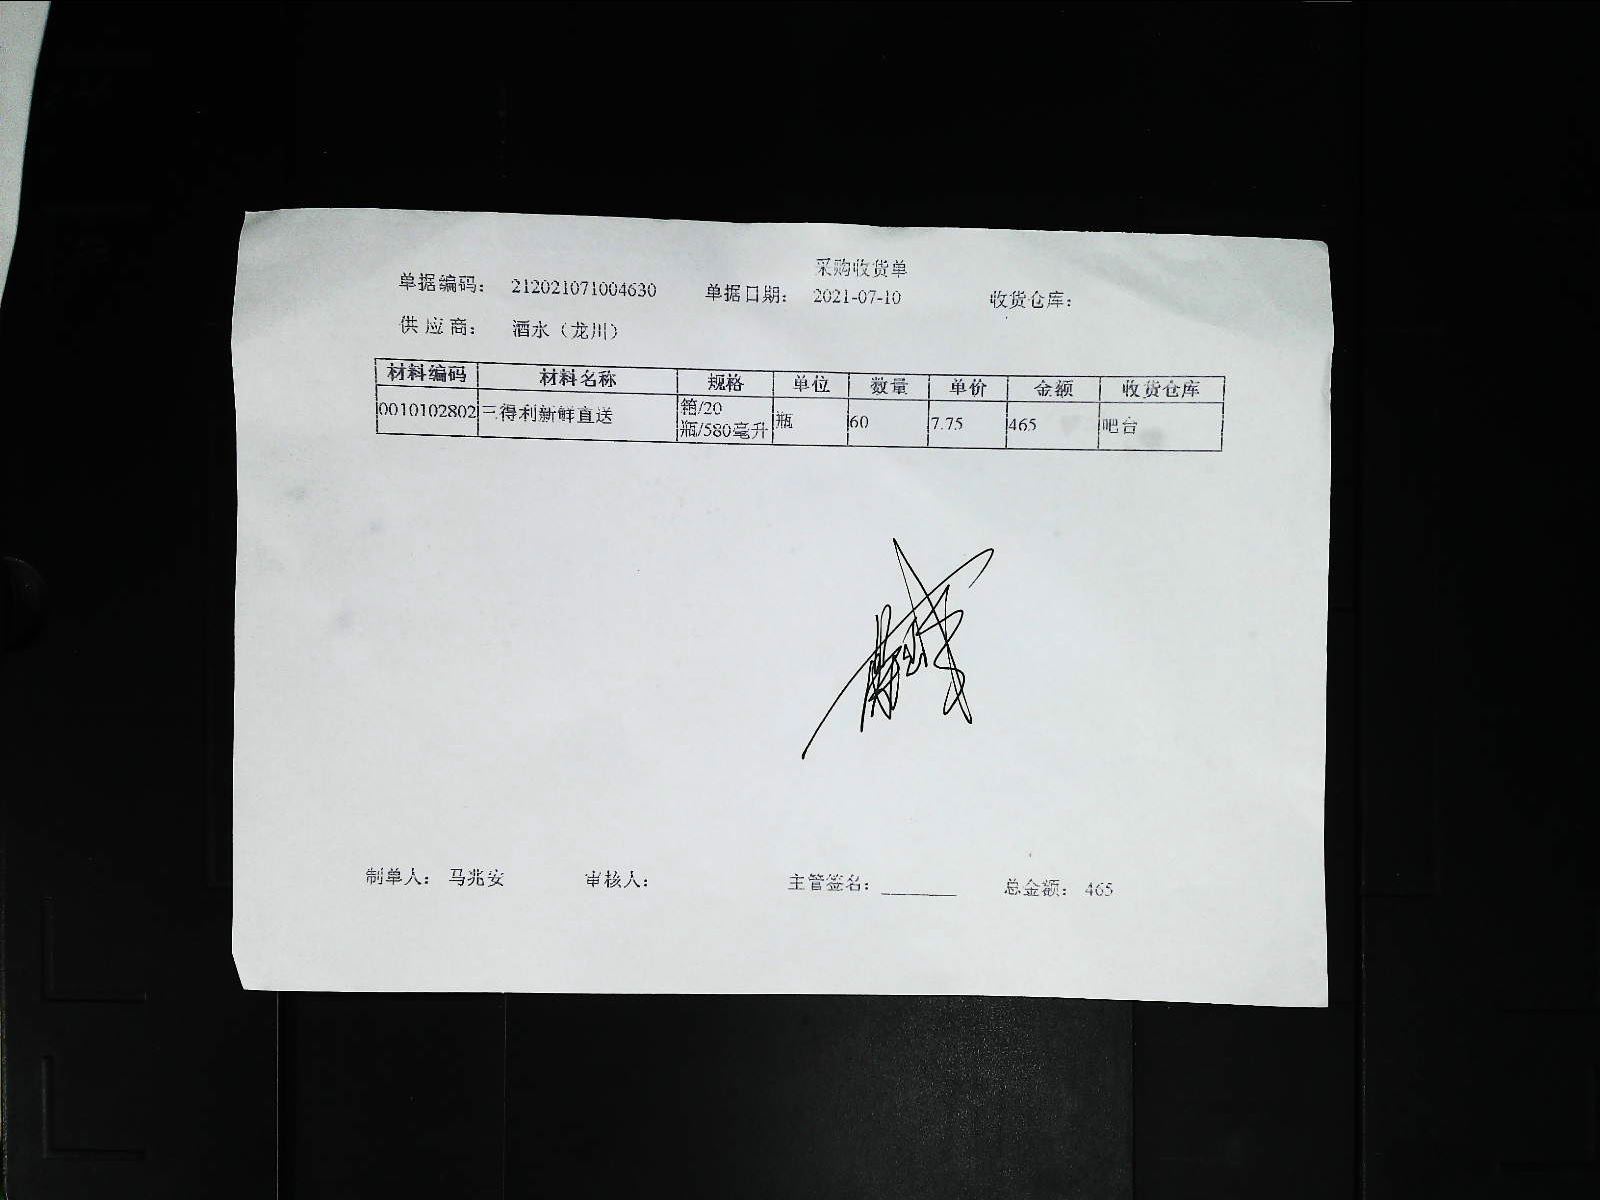 采购收货单
单据编码： 212021071004630 单据日期： 2021-07-10 收货仓库：
供 应 商： 酒水（龙川）
材料编码 材料名称 规格 单位 数量 单价 金额 收货仓库
0010102802 三得利新鲜直送 箱/20瓶/580毫升 瓶 60 7.75 465 吧台
制单人： 马兆安 审核人： 主管签名： ________ 总金额： 465